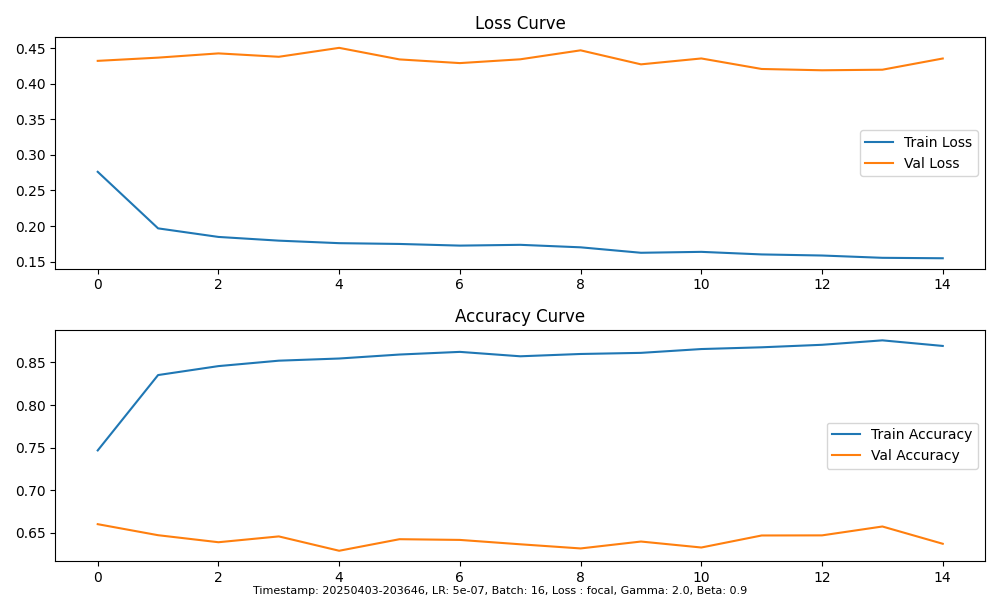 Loss Curve
0.45
0.40
0.35
0.30
0.25
0.20
0.15
Train Loss
Val Loss
0 2 4 6 8 10 12 14
Accuracy Curve
0.85
0.80
0.75
0.70
0.65
Train Accuracy
Val Accuracy
0 2 4 6 8 10 12 14
Timestamp: 20250403-203646, LR: 5e-07, Batch: 16, Loss : focal, Gamma: 2.0, Beta: 0.9